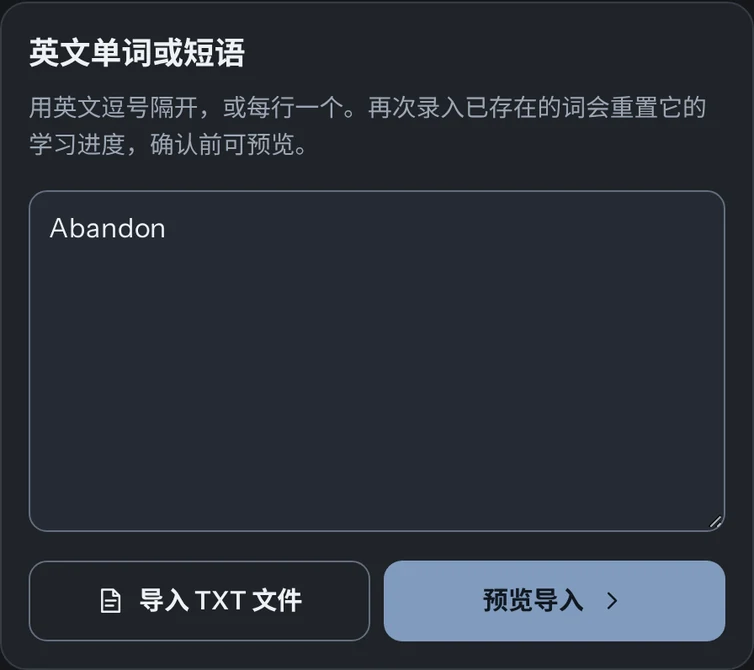 英文单词或短语
用英文逗号隔开，或每行一个。再次录入已存在的词会重置它的
学习进度，确认前可预览。
Abandon
导入 TXT 文件
预览导入